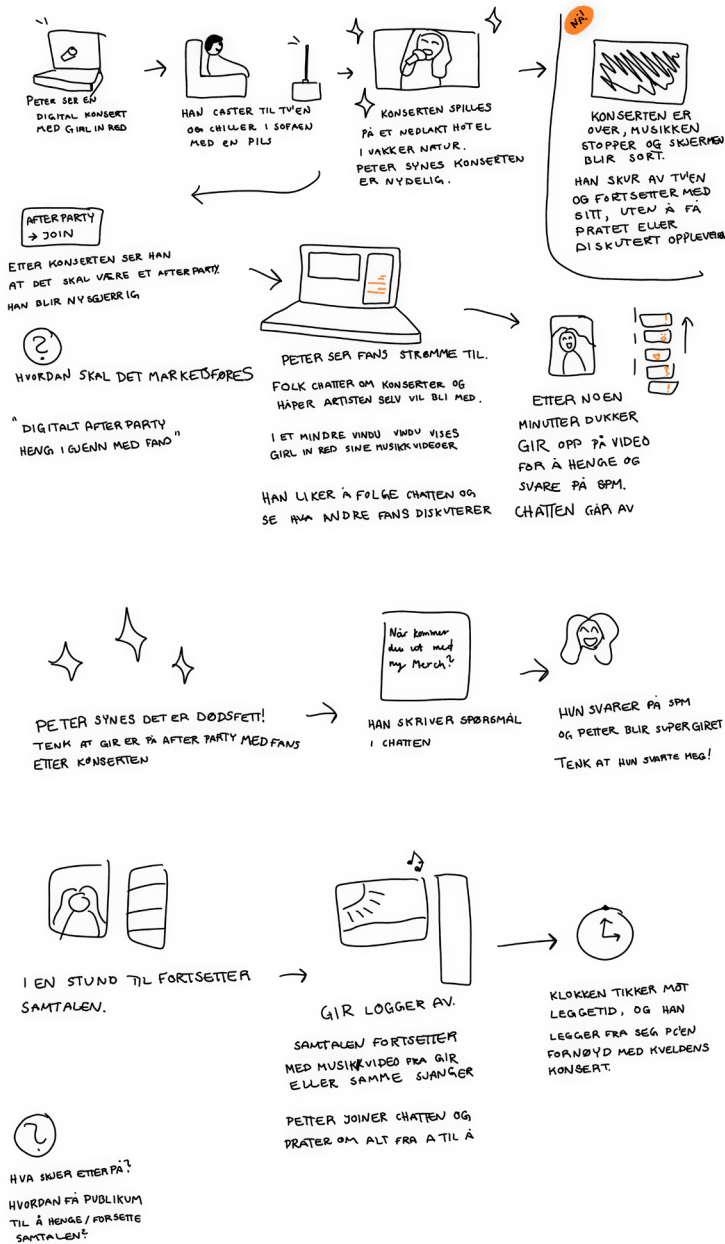 PETER SER EN
DIGITAL KONSERT
MED GIRL IN RED
HAN CASTER TIL TV'EN
OG CHILLER I SOFAEN
MED EN PILS
KONSERTEN SPILLES
PÅ ET NEDLAKT HOTEL
I VAKKER NATUR.
PETER SYNES KONSERTEN
ER NYDELIG.
NÅ!
KONSERTEN ER
OVER, MUSIKKEN
STOPPER OG SKJERMEN
BLIR SORT.
HAN SKUR AV TV'EN
OG FORTSETTER MED
SITT, UTEN Å FÅ
PRATET ELLER
DISKUTERT OPPLEVELSEN
AFTERPARTY
→ JOIN
ETTER KONSERTEN SER HAN
AT DET SKAL VÆRE ET AFTERPARTY.
HAN BLIR NYSGJERRIG
?
HVORDAN SKAL DET MARKETSFØRES
"DIGITALT AFTERPARTY
HENG IGJENN MED FANS"
PETER SER FANS STRØMME TIL.
FOLK CHATTER OM KONSERTER OG
HÅPER ARTISTEN SELV VIL BLI MED.
I ET MINDRE VINDU VINDU VISES
GIRL IN RED SINE MUSIKKVIDEOER
HAN LIKER Å FØLGE CHATTEN OG
SE HVA ANDRE FANS DISKUTERER
ETTER NOEN
MINUTTER DUKKER
GIR OPP PÅ VIDEO
FOR Å HENGE OG
SVARE PÅ SPM.
CHATTEN GÅR AV
PETER SYNES DET ER DØDSFETT!
TENK AT GIR ER PÅ AFTER PARTY MED FANS
ETTER KONSERTEN
Når kommer
du ut med
ny Merch?
HAN SKRIVER SPØRSMÅL
I CHATTEN
HUN SVARER PÅ SPM
OG PETTER BLIR SUPERGIRET
TENK AT HUN SVARTE MEG!
I EN STUND TIL FORTSETTER
SAMTALEN.
GIR LOGGER AV.
SAMTALEN FORTSETTER
MED MUSIKKVIDEO FRA GIR
ELLER SAMME SJANGER
PETTER JOINER CHATTEN OG
PRATER OM ALT FRA A TIL Å
KLOKKEN TIKKER MOT
LEGGETID, OG HAN
LEGGER FRA SEG PC'EN
FORNØYD MED KVELDENS
KONSERT.
?
HVA SKJER ETTERPÅ?
HVORDAN FÅ PUBLIKUM
TIL Å HENGE/FORSETTE
SAMTALEN?